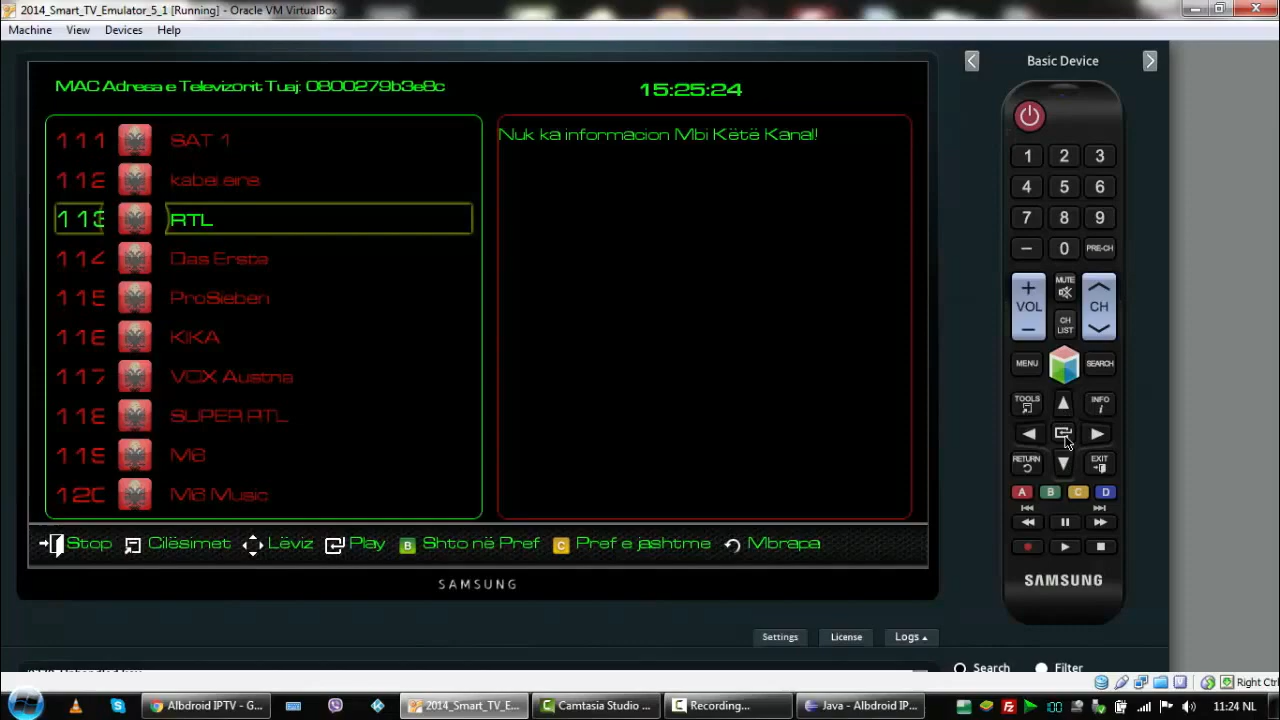 2014_Smart_TV_Emulator_5_1 [Running] - Oracle VM VirtualBox
Machine View Devices Help
MAC Adresa e Televizorit Tuaj: 0800279b3e8c
15:25:24
111 SAT 1
112 kabel eins
113 RTL
114 Das Erste
115 ProSieben
116 KIKA
117 VOX Austria
118 SUPER RTL
119 M6
120 M6 Music
Nuk ka informacion Mbi Këtë Kanal!
Stop Cilësimet Lëviz Play B Shto në Pref C Pref e jashtme Mbrapa
SAMSUNG
Settings License Logs
Search Filter
Basic Device
1 2 3
4 5 6
7 8 9
- 0 PRE-CH
+ VOL -
MUTE
CH LIST
CH
MENU SEARCH
TOOLS INFO
RETURN EXIT
A B C D
SAMSUNG
Right Ctrl
Albdroid IPTV - G...
2014_Smart_TV_E...
Camtasia Studio ...
Recording...
Java - Albdroid IP...
11:24 NL